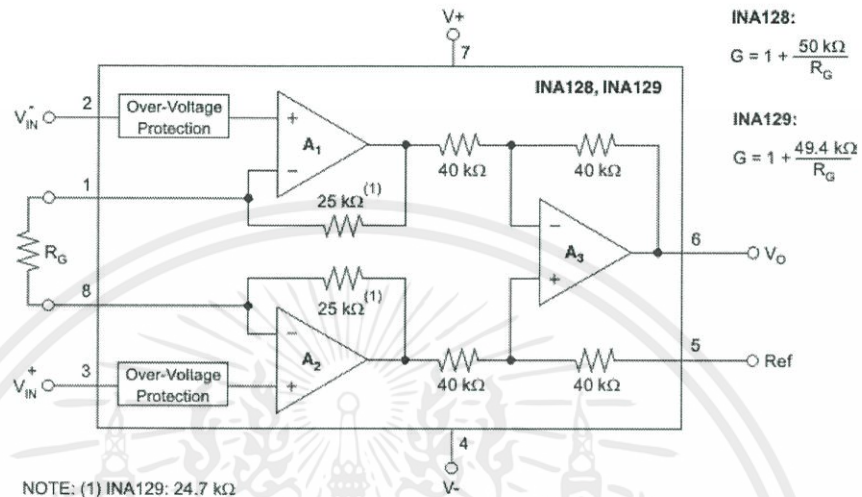 V+
7
INA128:
G = 1 + 50 kΩ / R_G
INA129:
G = 1 + 49.4 kΩ / R_G
INA128, INA129
V_IN^-
2
Over-Voltage
Protection
+
A₁
−
40 kΩ
40 kΩ
1
25 kΩ⁽¹⁾
R_G
−
A₃
+
6
V_O
8
25 kΩ⁽¹⁾
−
A₂
+
V_IN^+
3
Over-Voltage
Protection
40 kΩ
40 kΩ
5
Ref
4
V-
NOTE: (1) INA129: 24.7 kΩ